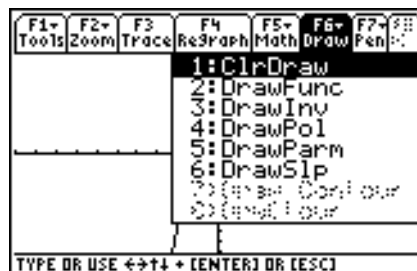 F1 Tools F2 Zoom F3 Trace F4 ReGraph F5 Math F6 Draw F7 Pen
1:ClrDraw
2:DrawFunc
3:DrawInv
4:DrawPol
5:DrawParm
6:DrawSlp
TYPE OR USE ←→↑↓ + [ENTER] OR [ESC]